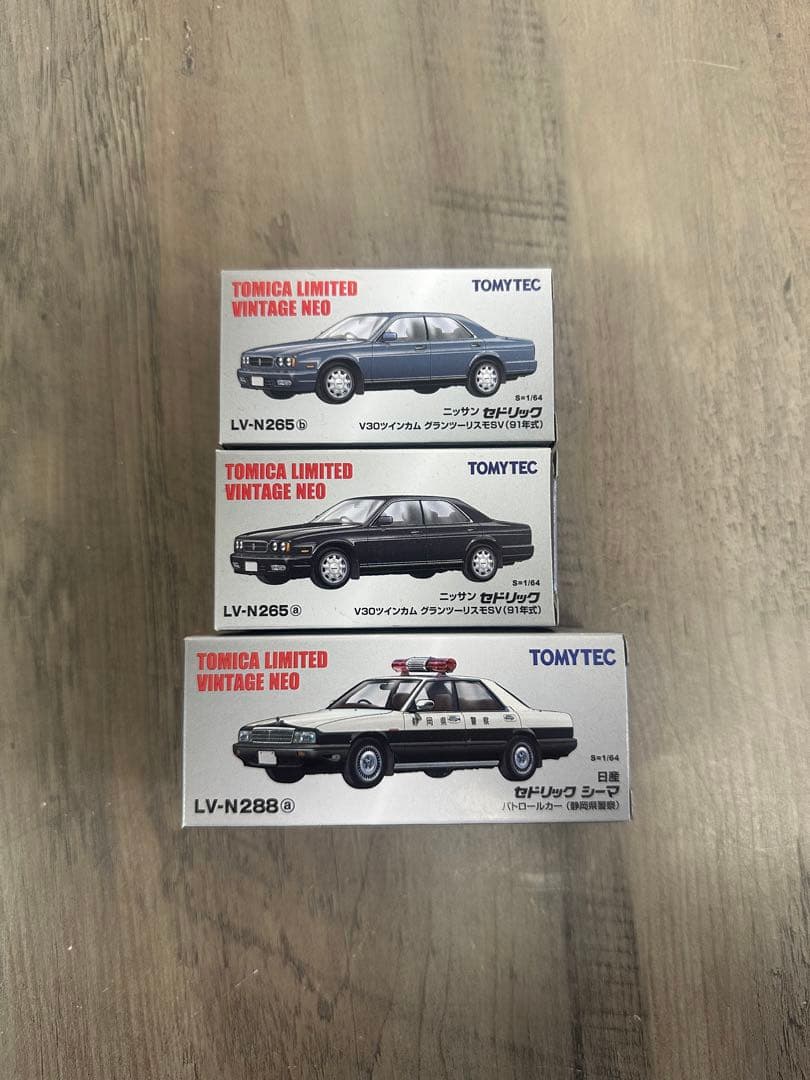 TOMICA LIMITED
VINTAGE NEO
TOMYTEC
S=1/64
LV-N265ⓑ
ニッサン セドリック
V30ツインカム グランツーリスモSV(91年式)
TOMICA LIMITED
VINTAGE NEO
TOMYTEC
S=1/64
LV-N265ⓐ
ニッサン セドリック
V30ツインカム グランツーリスモSV(91年式)
TOMICA LIMITED
VINTAGE NEO
TOMYTEC
静岡県警察
S=1/64
日産
セドリック シーマ
LV-N288ⓐ
パトロールカー(静岡県警察)